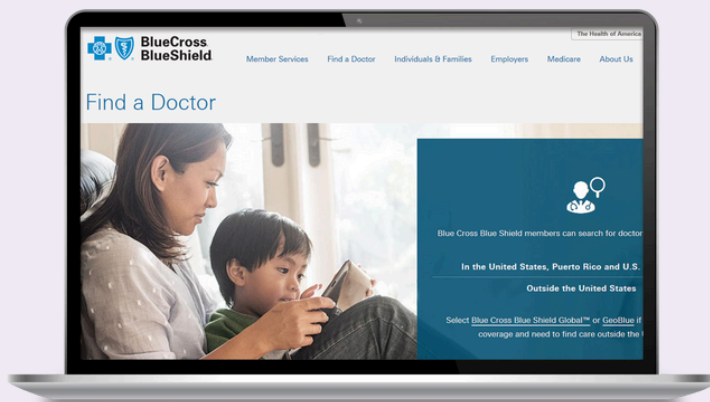 The Health of America
BlueCross
BlueShield
Member Services
Find a Doctor
Individuals & Families
Employers
Medicare
About Us
Find a Doctor
Blue Cross Blue Shield members can search for doctor
In the United States, Puerto Rico and U.S.
Outside the United States
Select Blue Cross Blue Shield Global™ or GeoBlue if
coverage and need to find care outside the